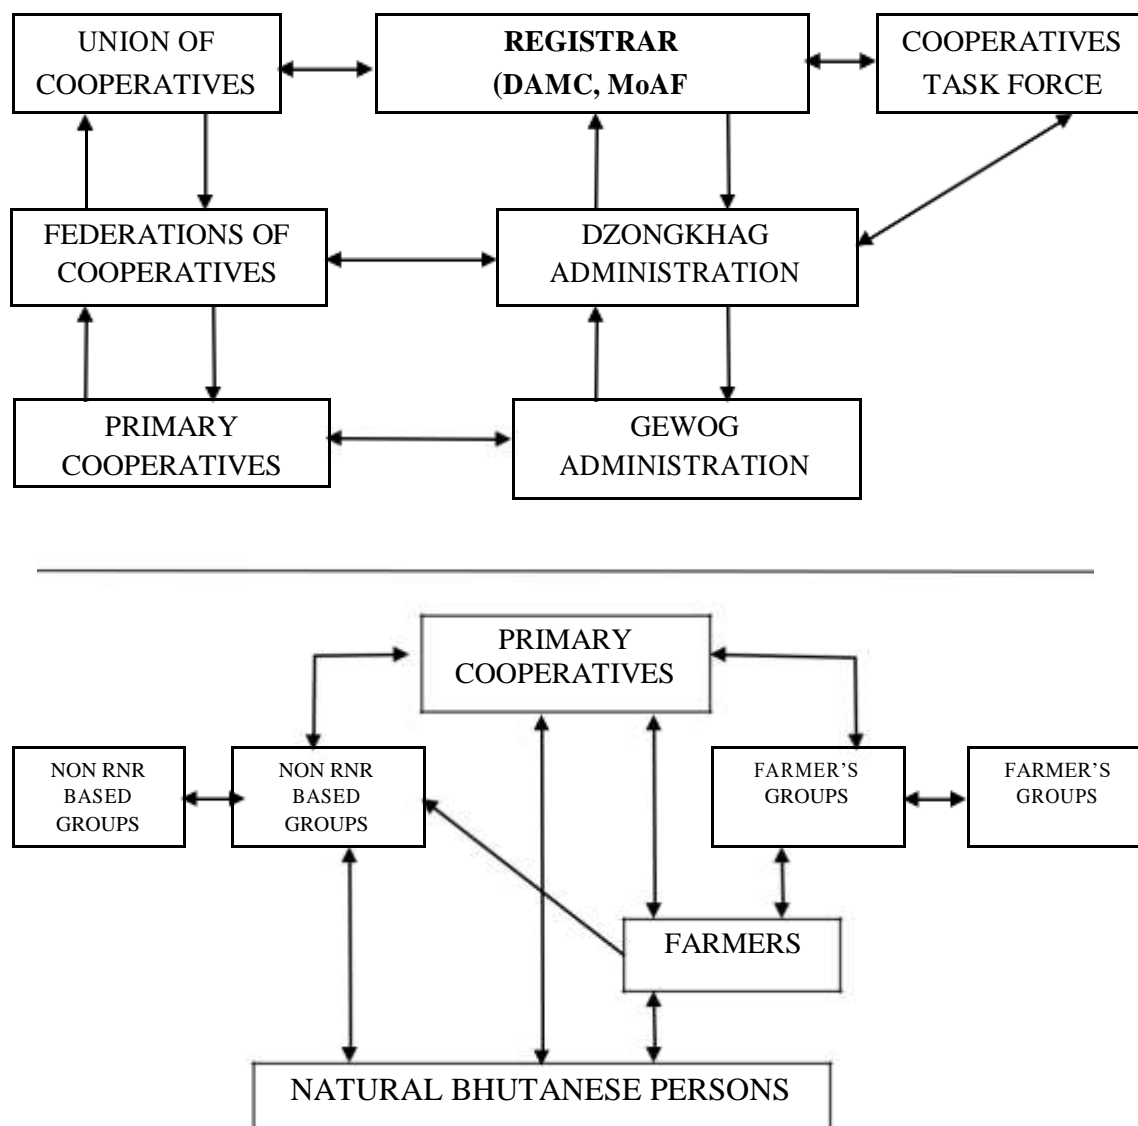 UNION OF
COOPERATIVES
REGISTRAR
(DAMC, MoAF
COOPERATIVES
TASK FORCE
FEDERATIONS OF
COOPERATIVES
DZONGKHAG
ADMINISTRATION
PRIMARY
COOPERATIVES
GEWOG
ADMINISTRATION
PRIMARY
COOPERATIVES
NON RNR
BASED
GROUPS
NON RNR
BASED
GROUPS
FARMER’S
GROUPS
FARMER’S
GROUPS
FARMERS
NATURAL BHUTANESE PERSONS